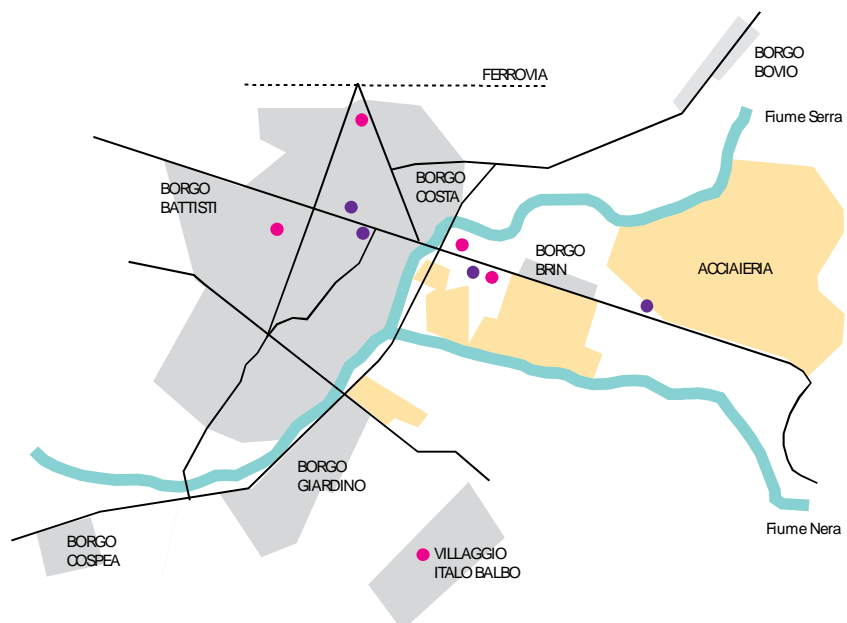 FERROVIA
BORGO
BOVIO
Fiume Serra
BORGO
COSTA
BORGO
BATTISTI
BORGO
BRIN
ACCIAIERIA
BORGO
GIARDINO
Fiume Nera
BORGO
COSPEA
VILLAGGIO
ITALO BALBO